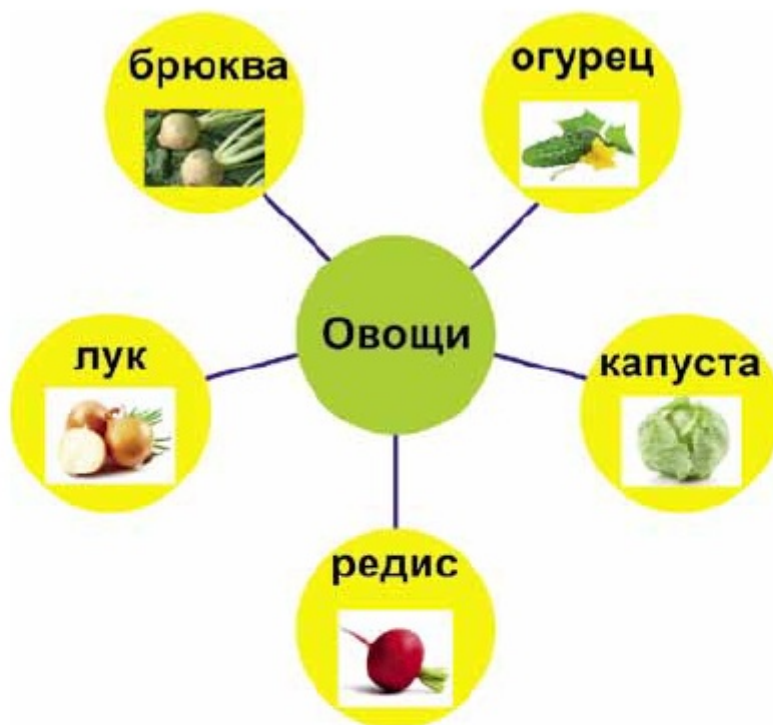 брюква
огурец
Овощи
лук
капуста
редис